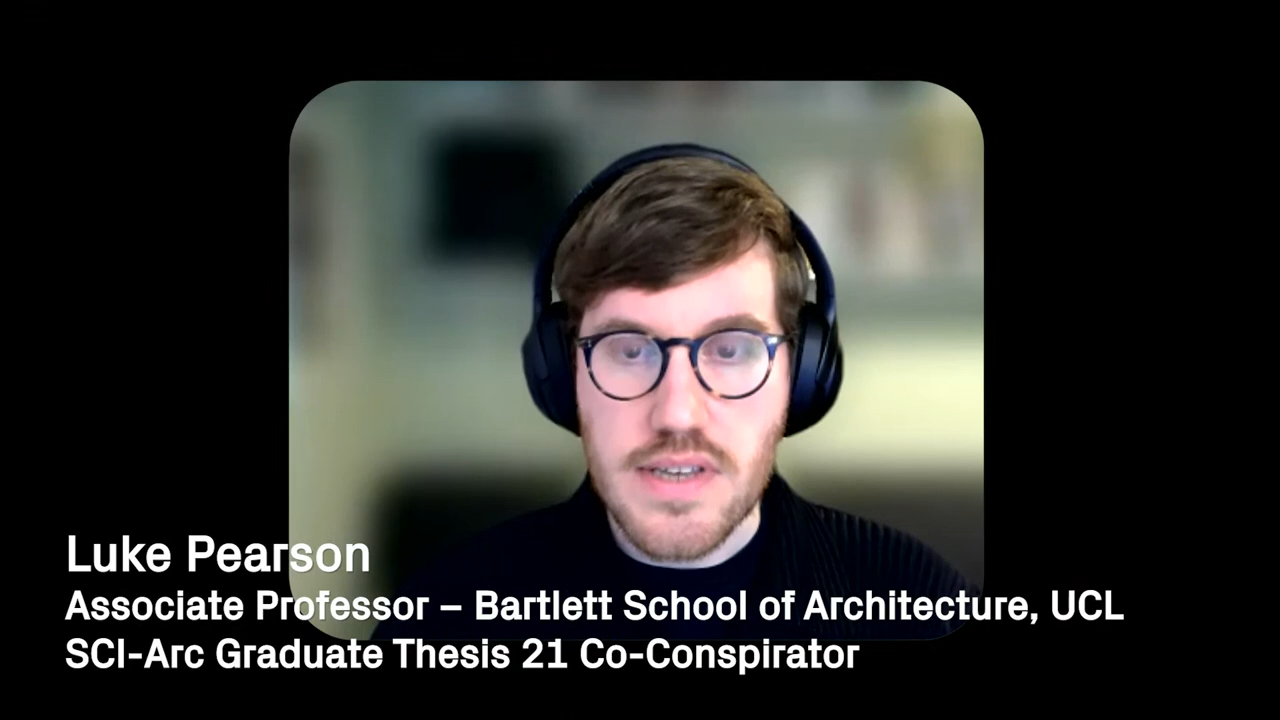 Luke Pearson
Associate Professor – Bartlett School of Architecture, UCL
SCI-Arc Graduate Thesis 21 Co-Conspirator